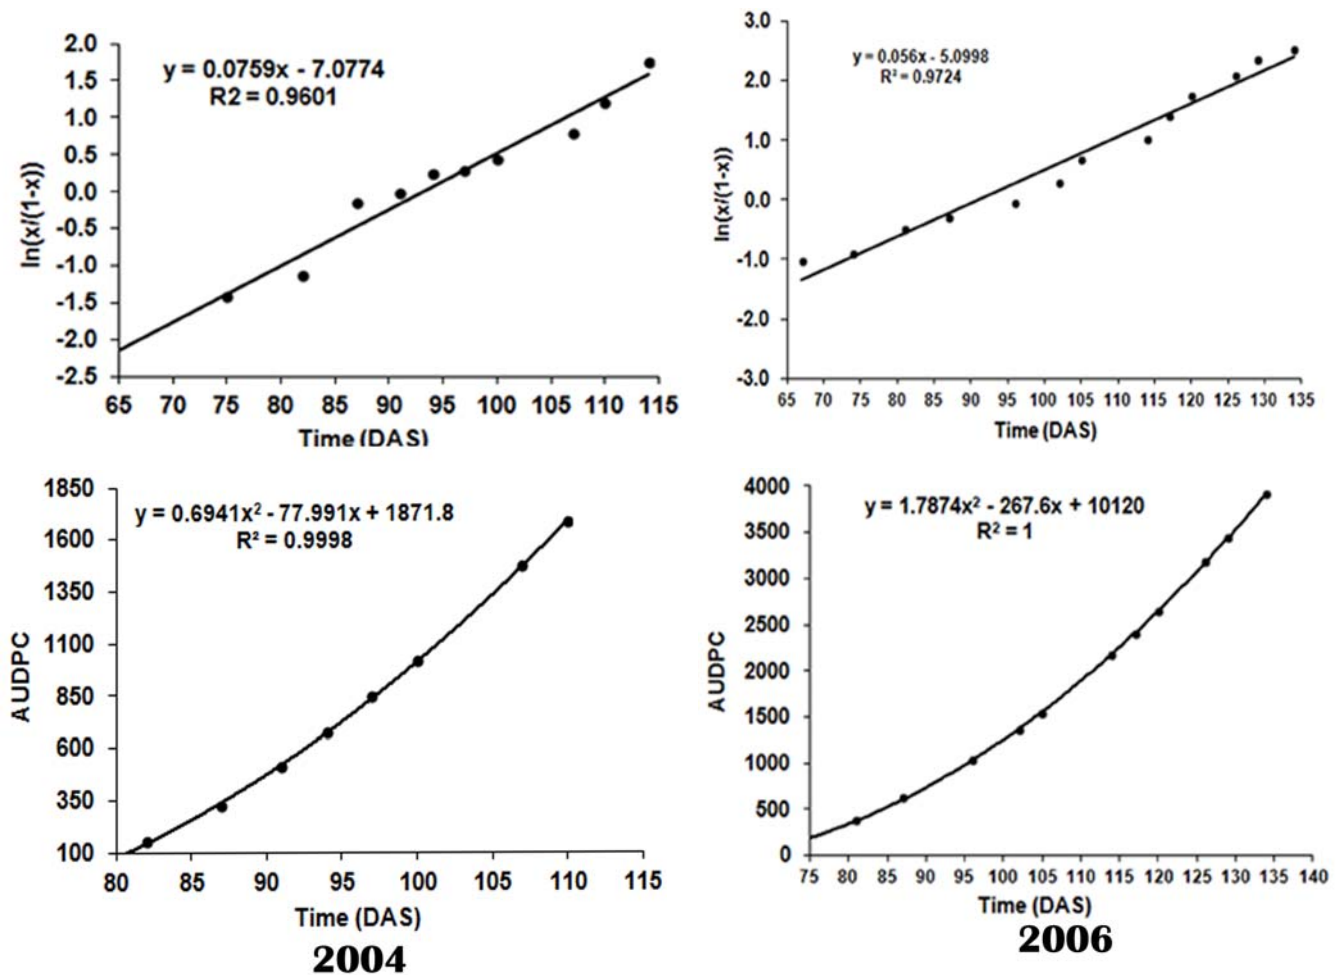 y = 0.0759x - 7.0774
R2 = 0.9601
2.0
1.5
1.0
0.5
0.0
-0.5
-1.0
-1.5
-2.0
-2.5
ln(x/(1-x))
65 70 75 80 85 90 95 100 105 110 115
Time (DAS)
y = 0.056x - 5.0998
R² = 0.9724
3.0
2.0
1.0
0.0
-1.0
-2.0
-3.0
ln(x/(1-x))
65 70 75 80 85 90 95 100 105 110 115 120 125 130 135
Time (DAS)
y = 0.6941x² - 77.991x + 1871.8
R² = 0.9998
1850
1600
1350
1100
850
600
350
100
AUDPC
80 85 90 95 100 105 110 115
Time (DAS)
2004
y = 1.7874x² - 267.6x + 10120
R² = 1
4000
3500
3000
2500
2000
1500
1000
500
0
AUDPC
75 80 85 90 95 100 105 110 115 120 125 130 135 140
Time (DAS)
2006